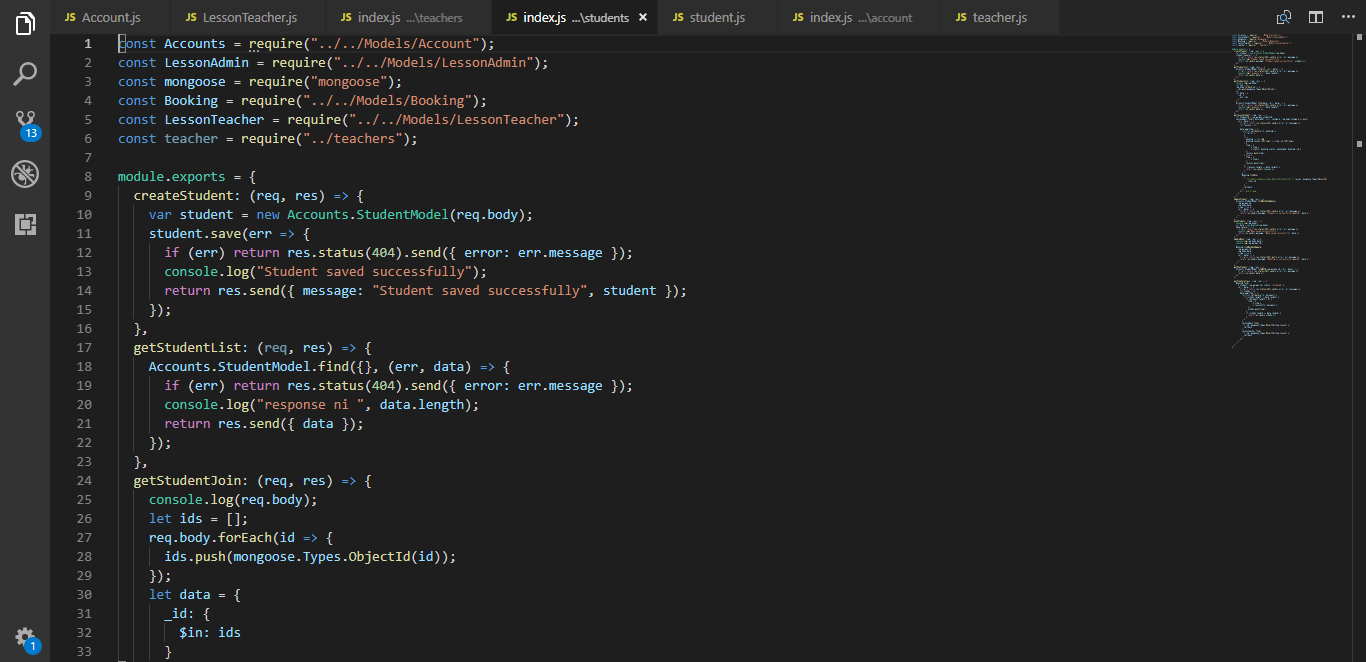 JS Account.js JS LessonTeacher.js JS index.js ...\teachers JS index.js ...\students × JS student.js JS index.js ...\account JS teacher.js
1 const Accounts = require("../../Models/Account");
2 const LessonAdmin = require("../../Models/LessonAdmin");
3 const mongoose = require("mongoose");
4 const Booking = require("../../Models/Booking");
5 const LessonTeacher = require("../../Models/LessonTeacher");
6 const teacher = require("../teachers");
7
8 module.exports = {
9 createStudent: (req, res) => {
10 var student = new Accounts.StudentModel(req.body);
11 student.save(err => {
12 if (err) return res.status(404).send({ error: err.message });
13 console.log("Student saved successfully");
14 return res.send({ message: "Student saved successfully", student });
15 });
16 },
17 getStudentList: (req, res) => {
18 Accounts.StudentModel.find({}, (err, data) => {
19 if (err) return res.status(404).send({ error: err.message });
20 console.log("response ni ", data.length);
21 return res.send({ data });
22 });
23 },
24 getStudentJoin: (req, res) => {
25 console.log(req.body);
26 let ids = [];
27 req.body.forEach(id => {
28 ids.push(mongoose.Types.ObjectId(id));
29 });
30 let data = {
31 _id: {
32 $in: ids
33 }
13
1